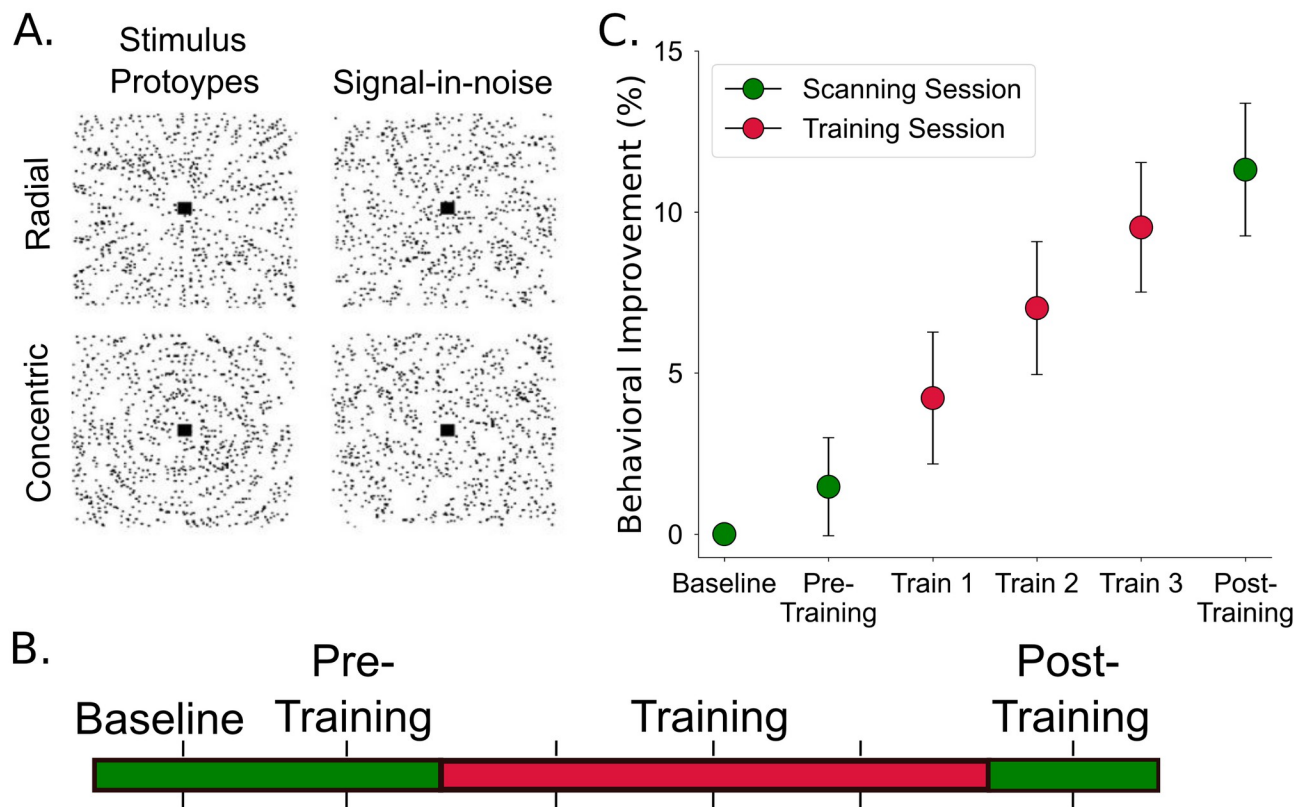 A.
Stimulus
Protoypes
Signal-in-noise
Radial
Concentric
C.
Behavioral Improvement (%)
15
10
5
0
Scanning Session
Training Session
Baseline
Pre-
Training
Train 1
Train 2
Train 3
Post-
Training
B.
Baseline
Pre-
Training
Training
Post-
Training